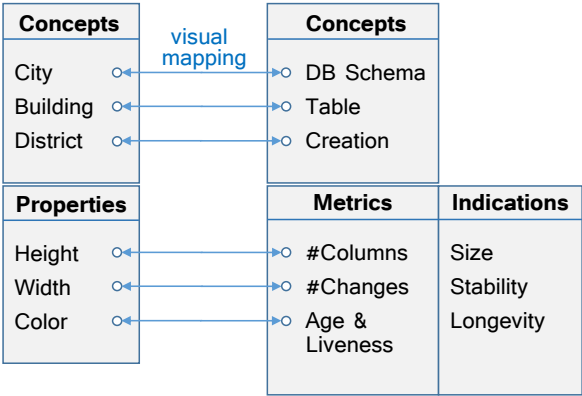 Concepts
City
Building
District
visual
mapping
Concepts
DB Schema
Table
Creation
Properties
Height
Width
Color
Metrics
#Columns
#Changes
Age &
Liveness
Indications
Size
Stability
Longevity